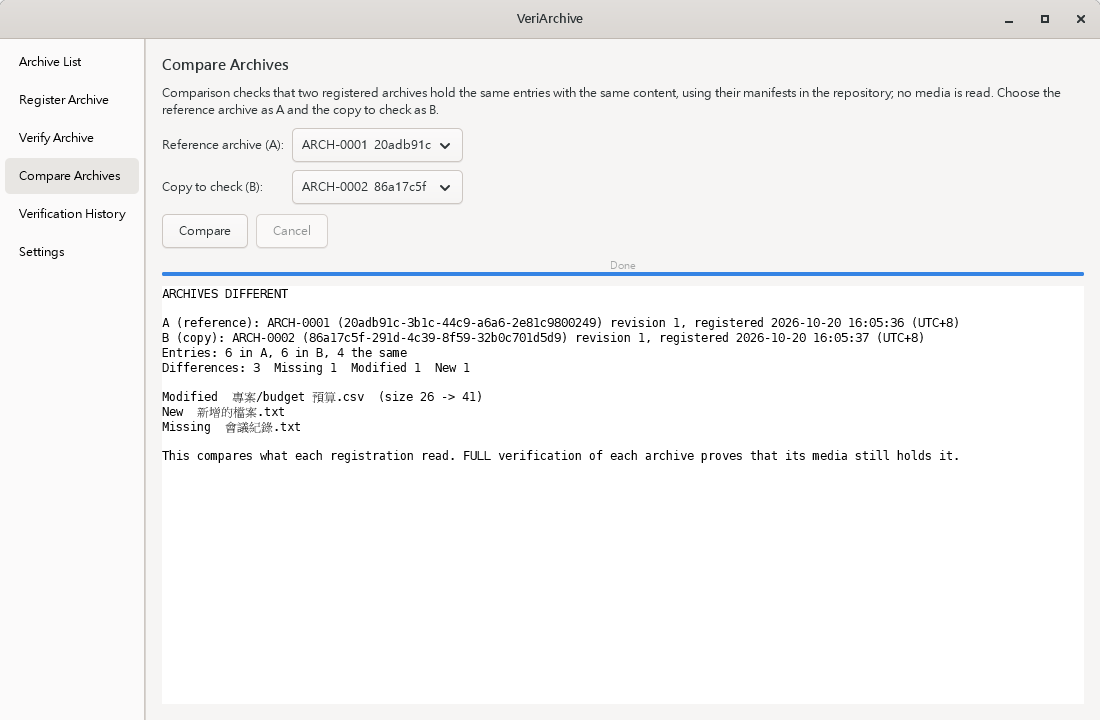 VeriArchive
Archive List
Register Archive
Verify Archive
Compare Archives
Verification History
Settings
Compare Archives
Comparison checks that two registered archives hold the same entries with the same content, using their manifests in the repository; no media is read. Choose the
reference archive as A and the copy to check as B.
Reference archive (A): ARCH-0001 20adb91c
Copy to check (B): ARCH-0002 86a17c5f
Compare Cancel
Done
ARCHIVES DIFFERENT
A (reference): ARCH-0001 (20adb91c-3b1c-44c9-a6a6-2e81c9800249) revision 1, registered 2026-10-20 16:05:36 (UTC+8)
B (copy): ARCH-0002 (86a17c5f-291d-4c39-8f59-32b0c701d5d9) revision 1, registered 2026-10-20 16:05:37 (UTC+8)
Entries: 6 in A, 6 in B, 4 the same
Differences: 3  Missing 1  Modified 1  New 1
Modified  專案/budget 預算.csv  (size 26 -> 41)
New  新增的檔案.txt
Missing  會議紀錄.txt
This compares what each registration read. FULL verification of each archive proves that its media still holds it.